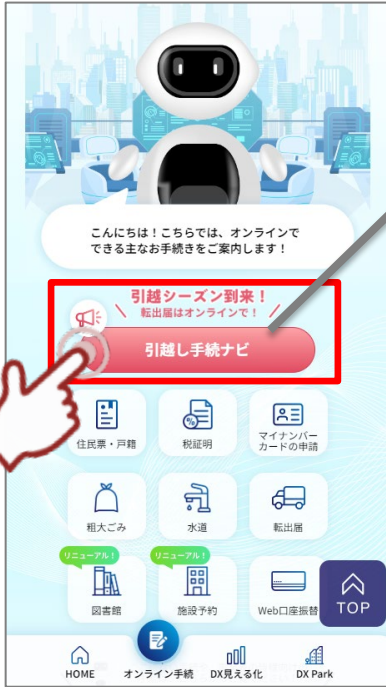 こんにちは！こちらでは、オンラインで
できる主なお手続きをご案内します！
引越シーズン到来！
転出届はオンラインで！
引越し手続ナビ
住民票・戸籍
税証明
マイナンバー
カードの申請
粗大ごみ
水道
転出届
リニューアル！
リニューアル！
図書館
施設予約
Web口座振替
TOP
HOME
オンライン手続
DX見える化
DX Park